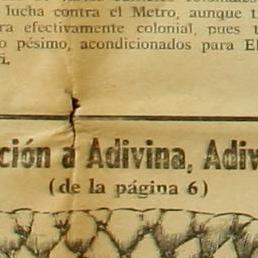 lucha contra el Metro, aunque
ra efectivamente colonial, pues
o pésimo, acondicionados para El
i.
ción a Adivina, Adiv
(de la página 6)